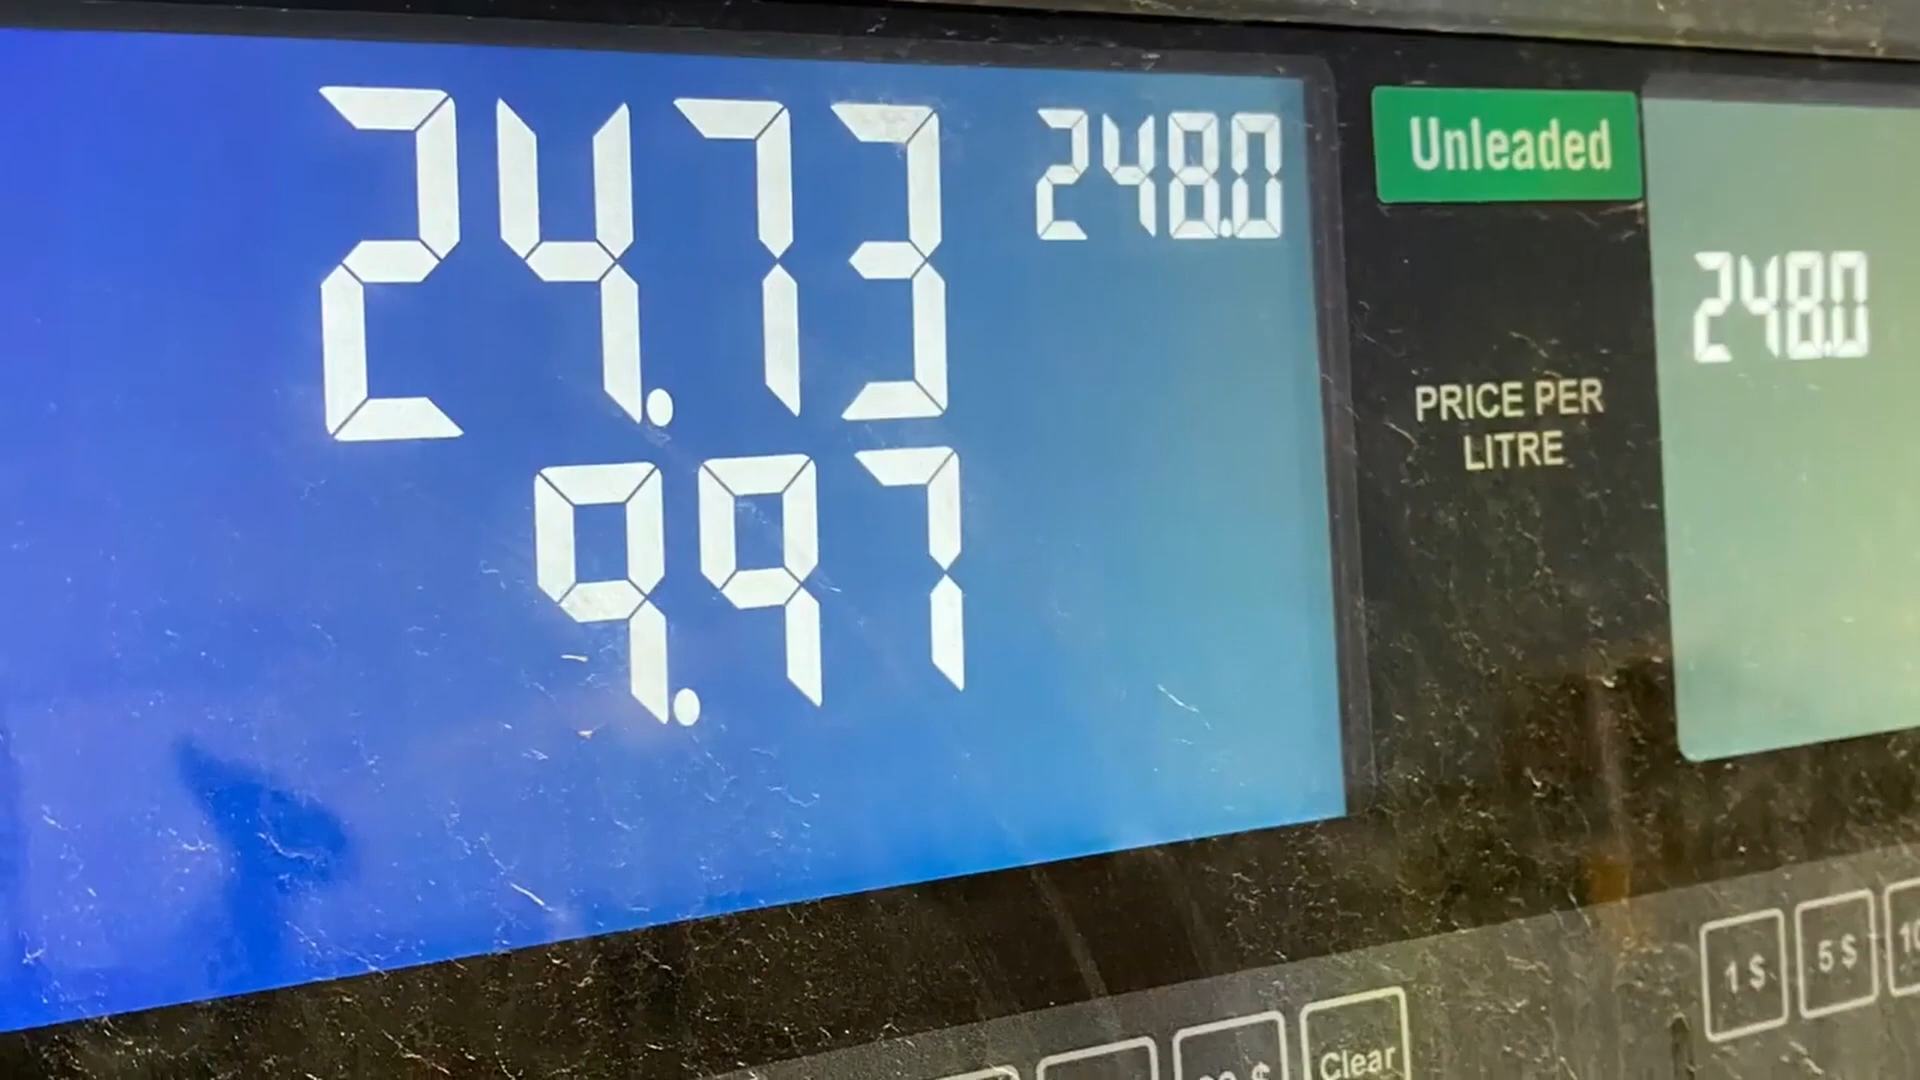 24.73
248.0
9.97
Unleaded
PRICE PER
LITRE
248.0
1 $
5 $
Clear